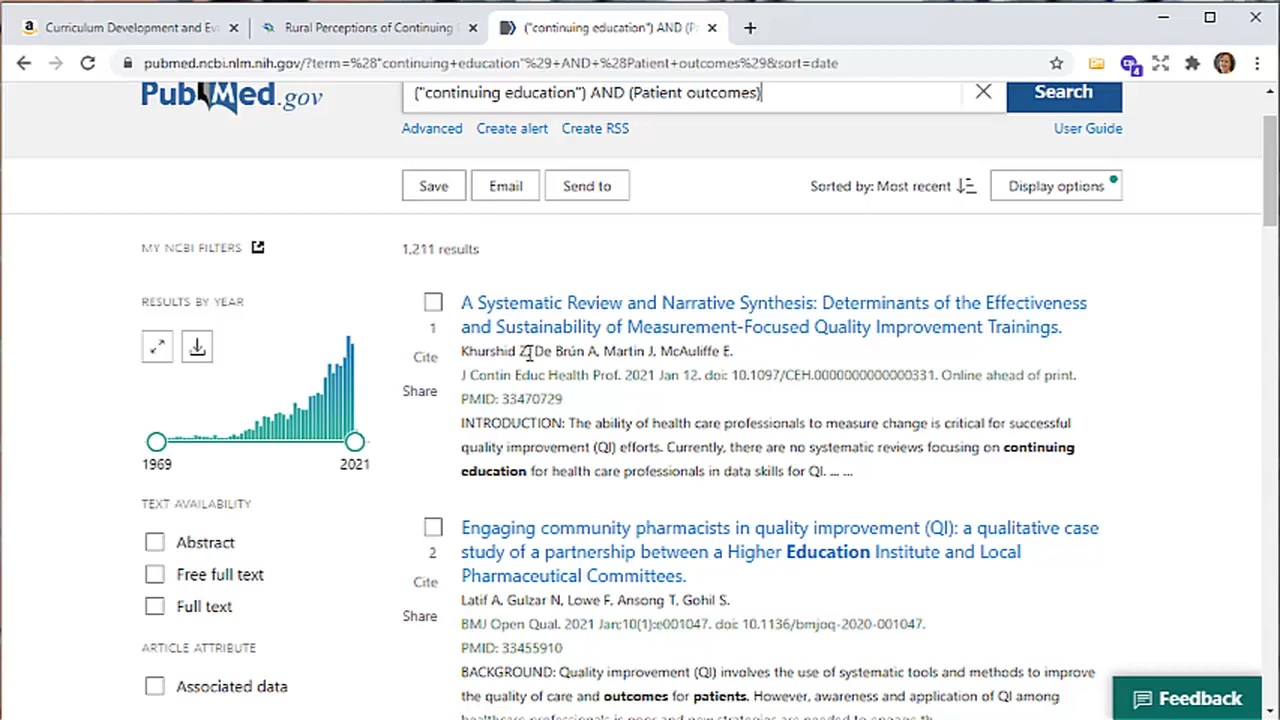 Curriculum Development and Ev
Rural Perceptions of Continuing
("continuing education") AND (P
pubmed.ncbi.nlm.nih.gov/?term=%28"continuing+education"%29+AND+%28Patient+outcomes%29&sort=date
4
PubMed.gov
("continuing education") AND (Patient outcomes)
Search
Advanced
Create alert
Create RSS
User Guide
Save
Email
Send to
Sorted by: Most recent
Display options
MY NCBI FILTERS
1,211 results
RESULTS BY YEAR
1969
2021
TEXT AVAILABILITY
Abstract
Free full text
Full text
ARTICLE ATTRIBUTE
Associated data
A Systematic Review and Narrative Synthesis: Determinants of the Effectiveness
and Sustainability of Measurement-Focused Quality Improvement Trainings.
1
Cite
Share
Khurshid Z, De Brún A, Martin J, McAuliffe E.
J Contin Educ Health Prof. 2021 Jan 12. doi: 10.1097/CEH.0000000000000331. Online ahead of print.
PMID: 33470729
INTRODUCTION: The ability of health care professionals to measure change is critical for successful
quality improvement (QI) efforts. Currently, there are no systematic reviews focusing on continuing
education for health care professionals in data skills for QI. ... ...
Engaging community pharmacists in quality improvement (QI): a qualitative case
study of a partnership between a Higher Education Institute and Local
Pharmaceutical Committees.
2
Cite
Share
Latif A, Gulzar N, Lowe F, Ansong T, Gohil S.
BMJ Open Qual. 2021 Jan;10(1):e001047. doi: 10.1136/bmjoq-2020-001047.
PMID: 33455910
BACKGROUND: Quality improvement (QI) involves the use of systematic tools and methods to improve
the quality of care and outcomes for patients. However, awareness and application of QI among
Feedback